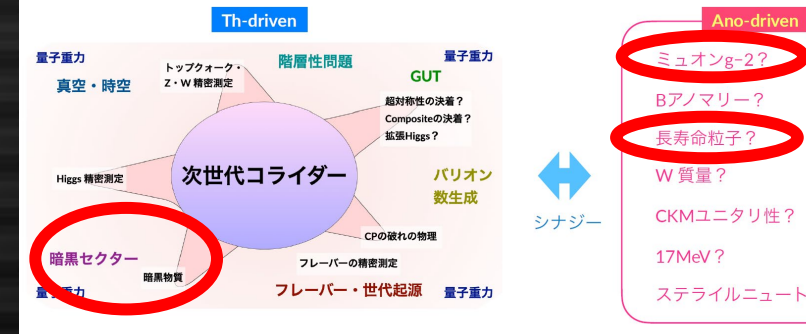 Th-driven
Ano-driven
量子重力
階層性問題
量子重力
真空・時空
トップクォーク・
Z・W 精密測定
GUT
超対称性の決着？
Compositeの決着？
拡張Higgs？
Higgs 精密測定
次世代コライダー
バリオン
数生成
CPの破れの物理
暗黒セクター
フレーバーの精密測定
暗黒物質
量子重力
フレーバー・世代起源
量子重力
シナジー
ミュオンg-2？
Bアノマリー？
長寿命粒子？
W 質量？
CKMユニタリ性？
17MeV？
ステライルニュート